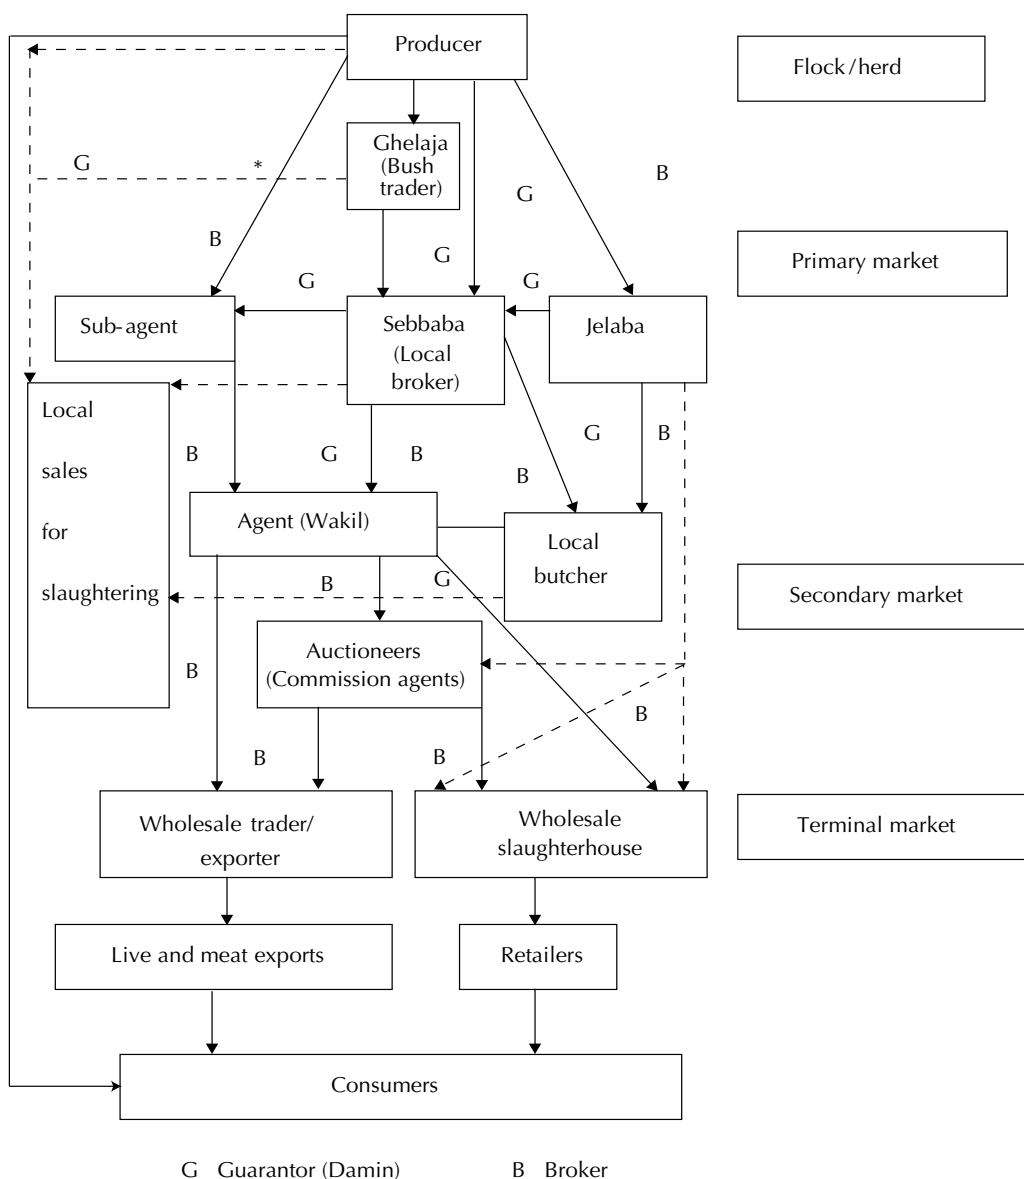 Producer
Flock/herd
Ghelaja
(Bush
trader)
G
*
B
G
B
G
Primary market
G
G
Sub-agent
Sebbaba
(Local
broker)
Jelaba
Local
sales
for
slaughtering
B
G
B
G
B
B
Agent (Wakil)
Local
butcher
B
G
Secondary market
Auctioneers
(Commission agents)
B
B
B
B
Wholesale trader/
exporter
Wholesale
slaughterhouse
Terminal market
Live and meat exports
Retailers
Consumers
G Guarantor (Damin)
B Broker